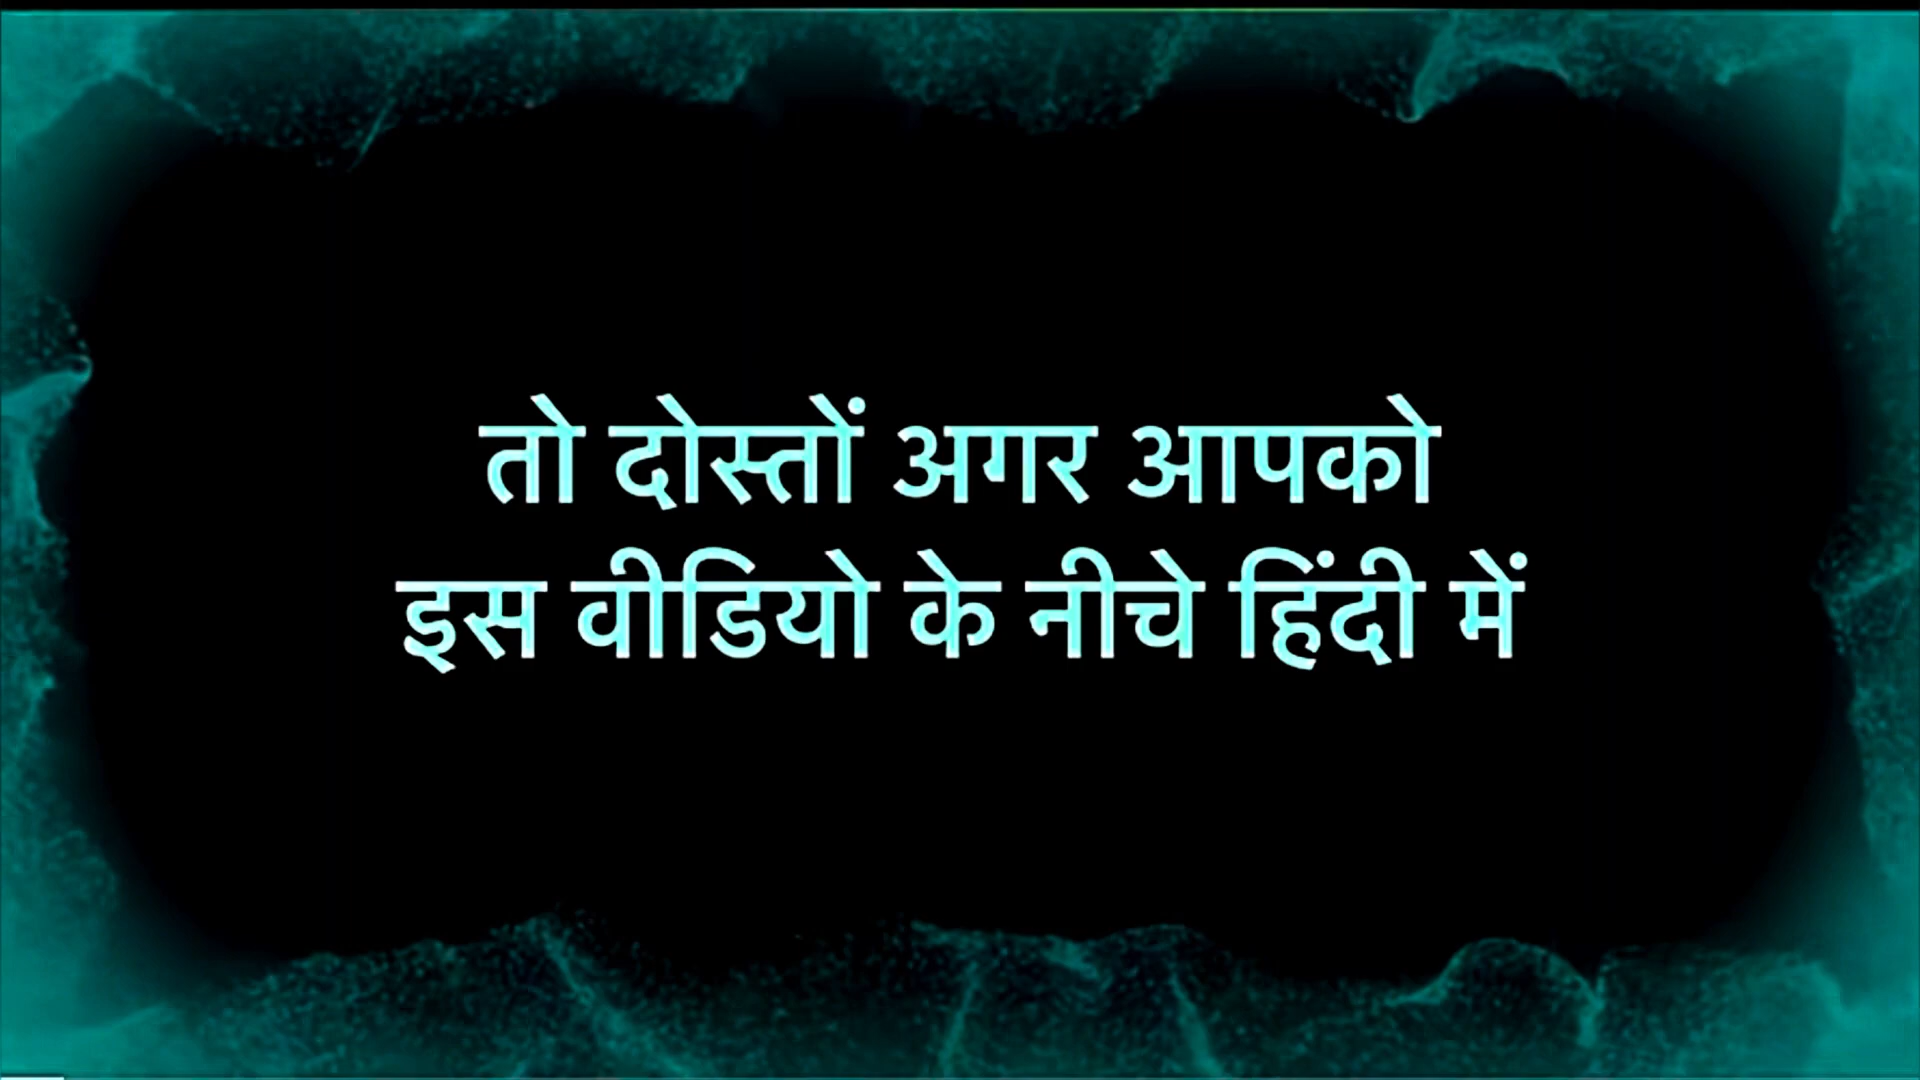 तो दोस्तों अगर आपको
इस वीडियो के नीचे हिंदी में